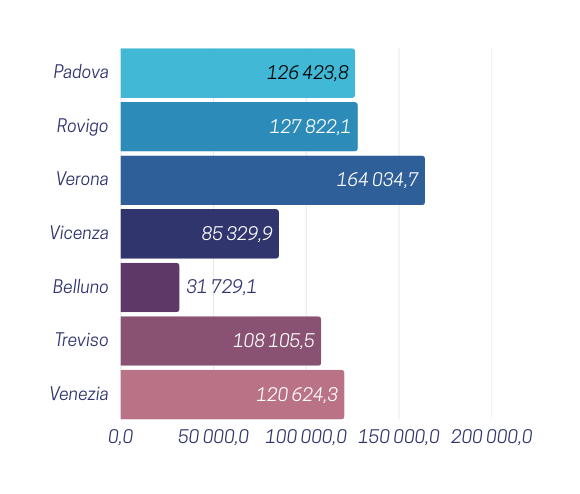 Padova 126 423,8
Rovigo 127 822,1
Verona 164 034,7
Vicenza 85 329,9
Belluno 31 729,1
Treviso 108 105,5
Venezia 120 624,3
0,0 50 000,0 100 000,0 150 000,0 200 000,0